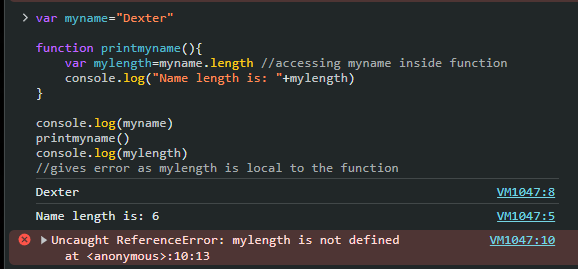 var myname="Dexter"
function printmyname(){
    var mylength=myname.length //accessing myname inside function
    console.log("Name length is: "+mylength)
}
console.log(myname)
printmyname()
console.log(mylength)
//gives error as mylength is local to the function
Dexter VM1047:8
Name length is: 6 VM1047:5
Uncaught ReferenceError: mylength is not defined VM1047:10
    at <anonymous>:10:13